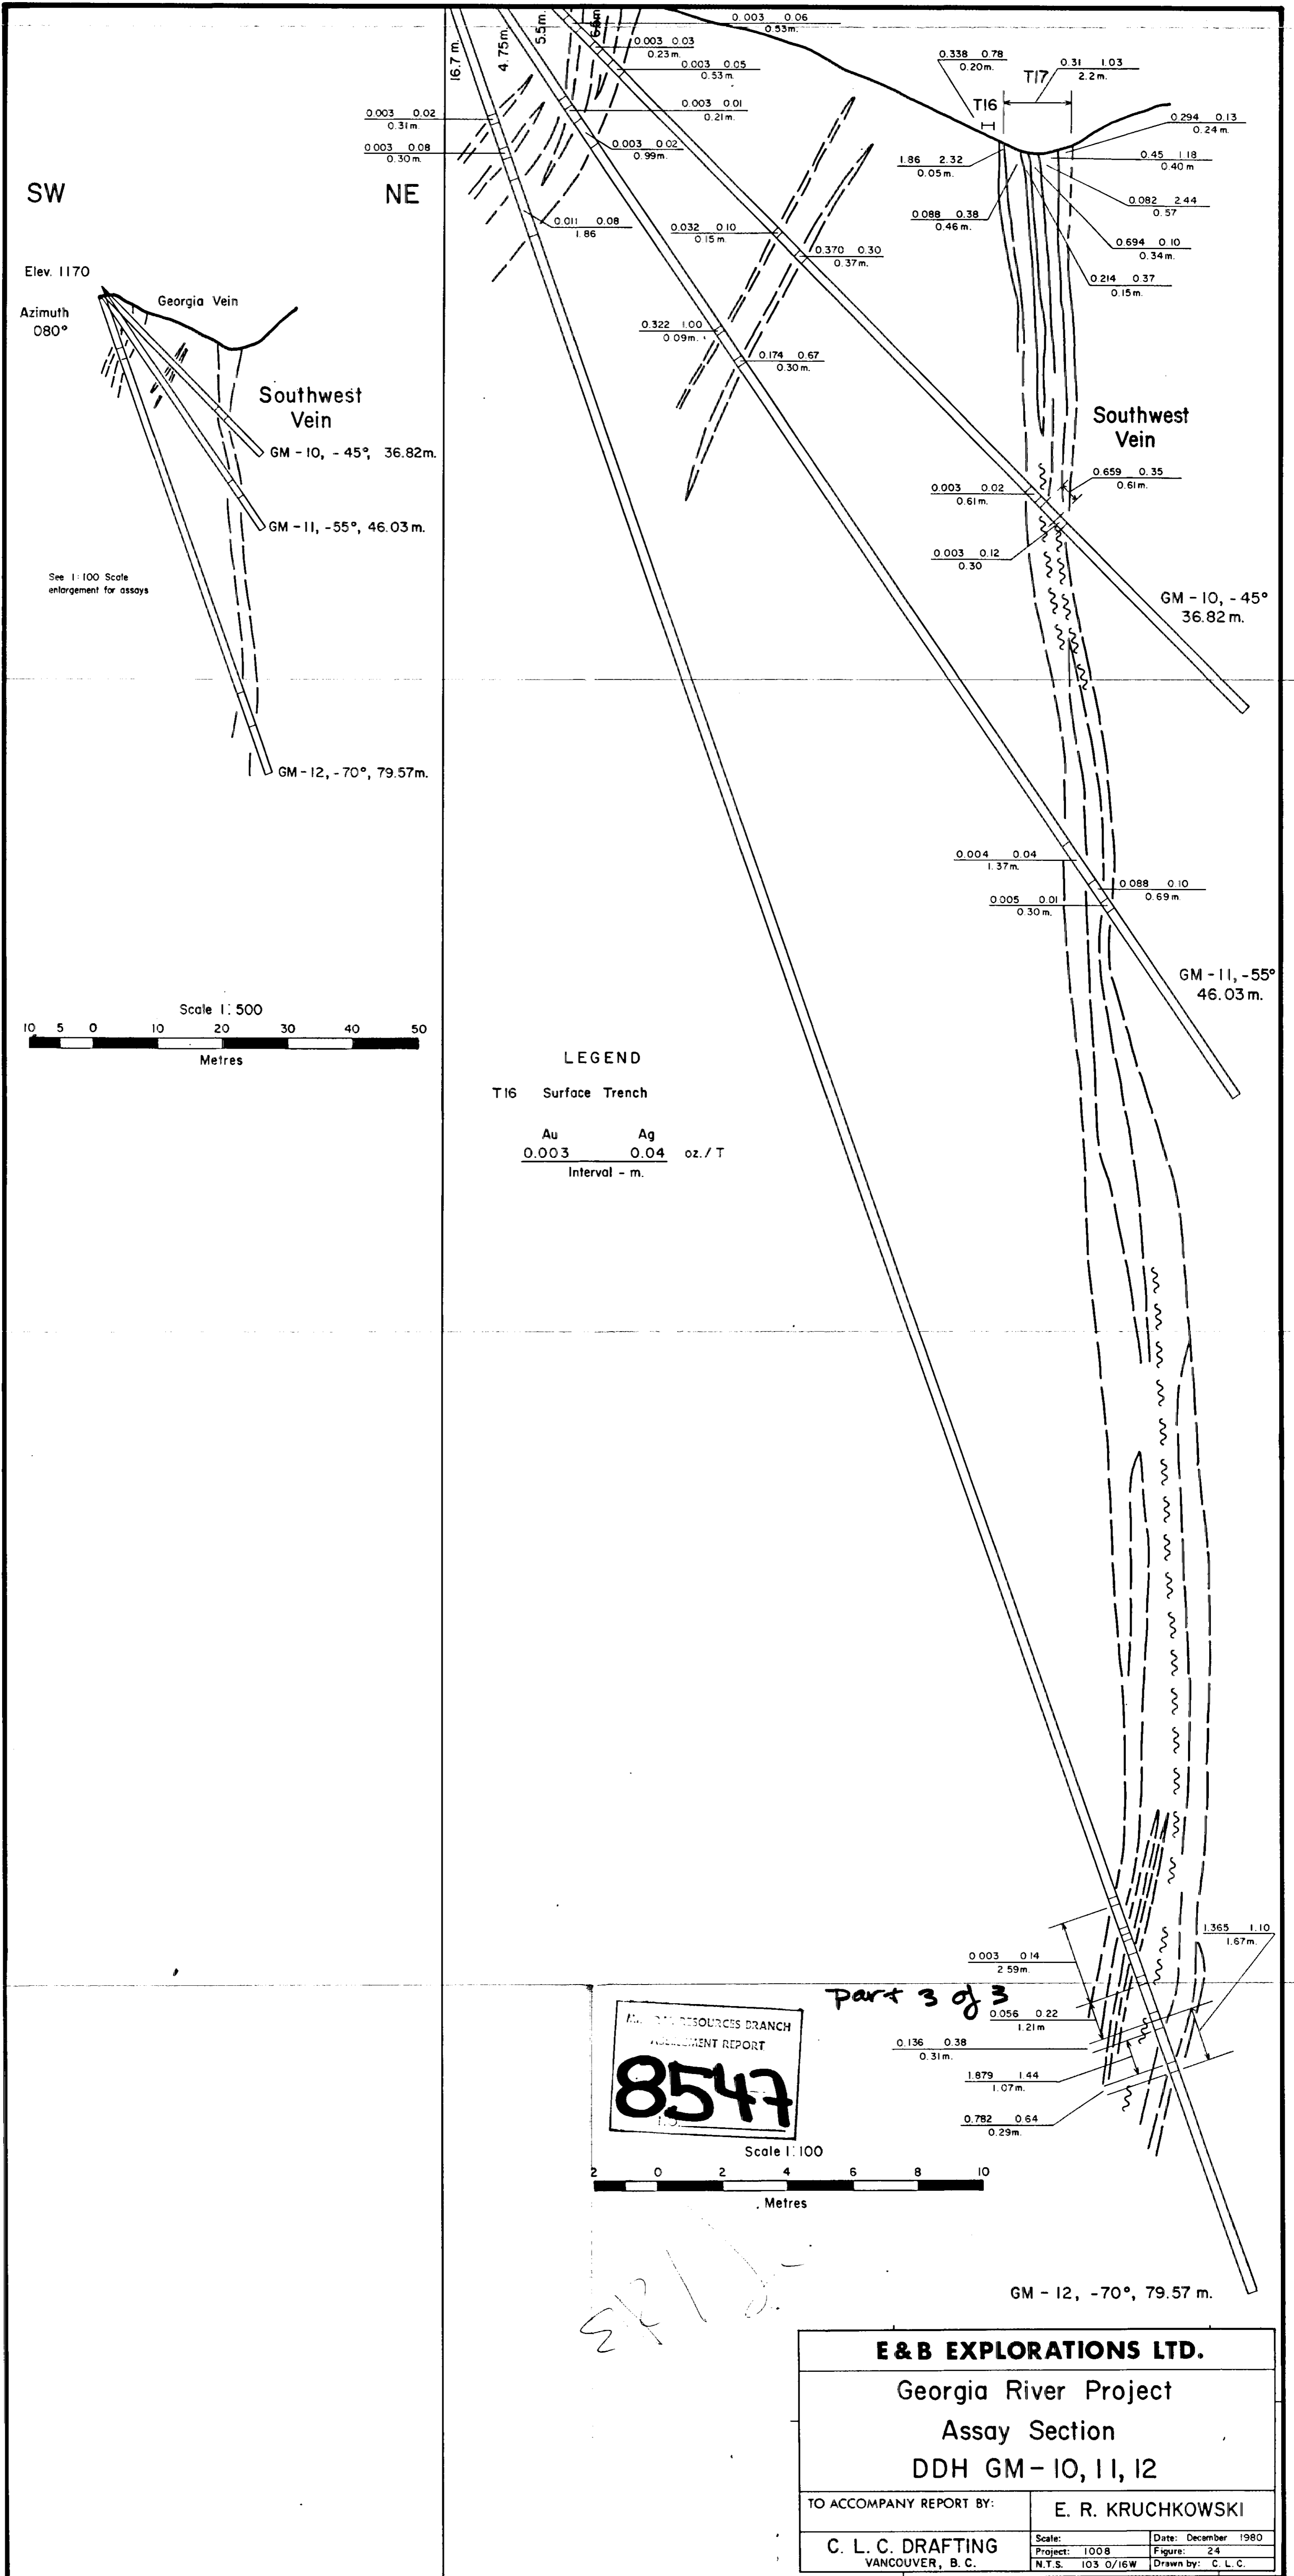 16.7 m.
4.75m.
5.5m.
0.003 0.06
0.53m.
0.003 0.03
0.23m.
0.003 0.05
0.53m.
0.003 0.01
0.21m.
0.003 0.02
0.99m.
0.003 0.02
0.31m.
0.003 0.08
0.30m.
0.011 0.08
1.86
0.338 0.78
0.20m.
T17
0.31 1.03
2.2m.
T16
0.294 0.13
0.24m.
1.86 2.32
0.05m.
0.45 1.18
0.40m
0.082 2.44
0.57
0.088 0.38
0.46m.
0.694 0.10
0.34m.
0.214 0.37
0.15m.
0.032 0.10
0.15m.
0.370 0.30
0.37m.
0.322 1.00
0.09m.
0.174 0.67
0.30m.
SW
NE
Elev. 1170
Azimuth
080°
Georgia Vein
Southwest
Vein
GM-10, -45°, 36.82m.
GM-11, -55°, 46.03m.
See 1:100 Scale
enlargement for assays
GM-12, -70°, 79.57m.
Southwest
Vein
0.659 0.35
0.61m.
0.003 0.02
0.61m.
0.003 0.12
0.30
GM-10, -45°
36.82m.
0.004 0.04
1.37m.
0.088 0.10
0.69m.
0.005 0.01
0.30m.
GM-11, -55°
46.03m.
Scale 1:500
10 5 0 10 20 30 40 50
Metres
LEGEND
T16 Surface Trench
Au Ag
0.003 0.04 oz./T
Interval - m.
1.365 1.10
1.67m.
0.003 0.14
2.59m.
part 3 of 3
0.056 0.22
1.21m
0.136 0.38
0.31m.
1.879 1.44
1.07m.
0.782 0.64
0.29m.
RESOURCES BRANCH
REPORT
8547
Scale 1:100
2 0 2 4 6 8 10
Metres
GM-12, -70°, 79.57 m.
E & B EXPLORATIONS LTD.
Georgia River Project
Assay Section
DDH GM-10, 11, 12
TO ACCOMPANY REPORT BY: E. R. KRUCHKOWSKI
C. L. C. DRAFTING
VANCOUVER, B.C.
Scale: Date: December 1980
Project: 1008 Figure: 24
N.T.S. 103 O/16W Drawn by: C. L. C.